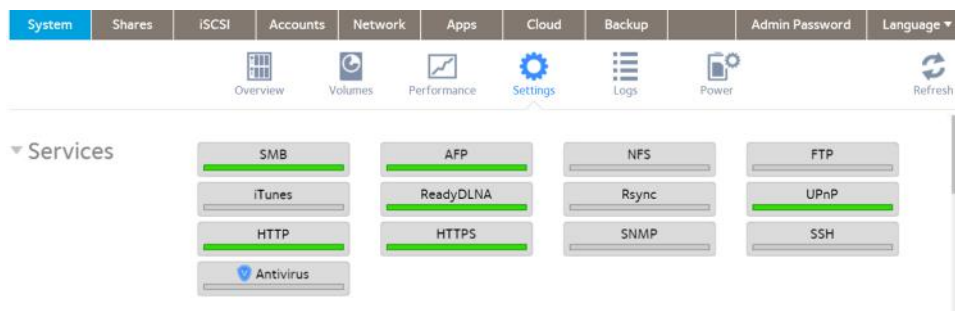 System Shares iSCSI Accounts Network Apps Cloud Backup Admin Password Language
Overview Volumes Performance Settings Logs Power Refresh
Services
SMB AFP NFS FTP
iTunes ReadyDLNA Rsync UPnP
HTTP HTTPS SNMP SSH
Antivirus